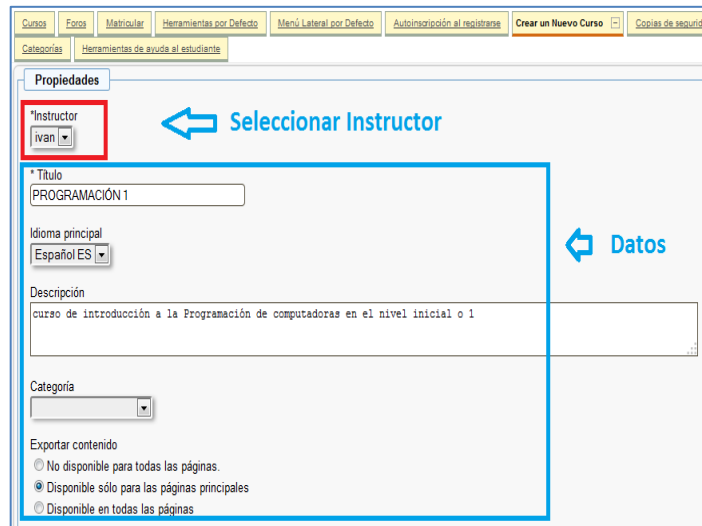 Cursos Foros Matricular Herramientas por Defecto Menú Lateral por Defecto Autoinscripción al registrarse Crear un Nuevo Curso Copias de segurid
Categorías Herramientas de ayuda al estudiante
Propiedades
*Instructor
ivan
Seleccionar Instructor
* Título
PROGRAMACIÓN 1
Idioma principal
Español ES
Datos
Descripción
curso de introducción a la Programación de computadoras en el nivel inicial o 1
Categoría
Exportar contenido
No disponible para todas las páginas.
Disponible sólo para las páginas principales
Disponible en todas las páginas